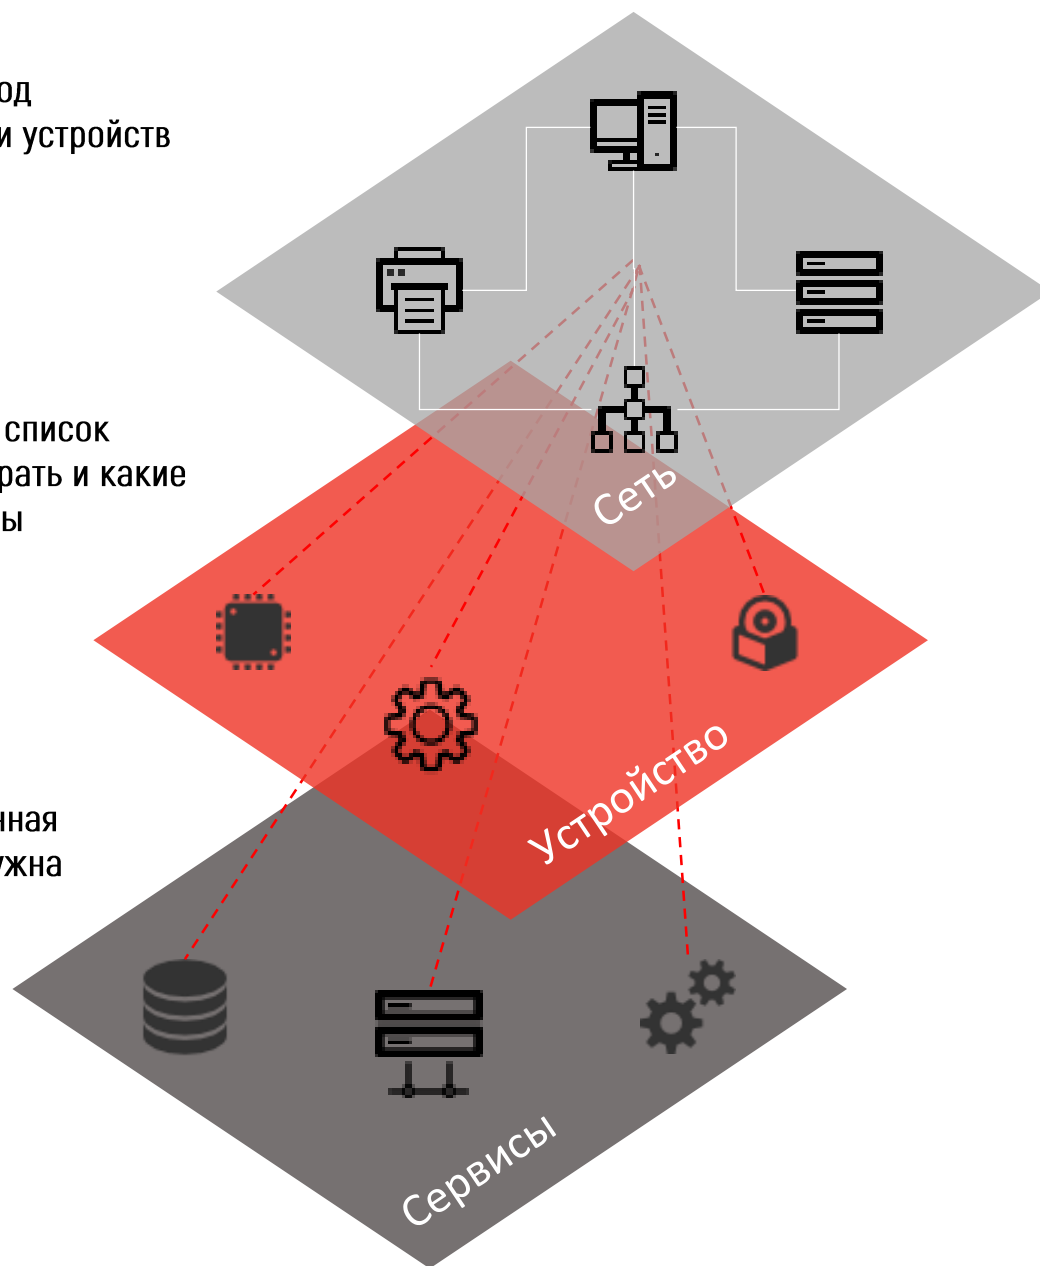 од
и устройств
список
рать и какие
ы
Сеть
Устройство
нная
ужна
Сервисы